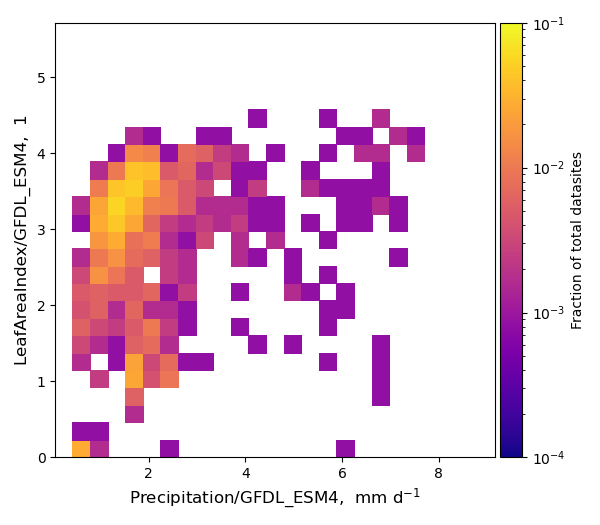 10⁻¹
10⁻²
10⁻³
10⁻⁴
Fraction of total datasites
5
4
3
2
1
0
LeafAreaIndex/GFDL_ESM4, 1
2 4 6 8
Precipitation/GFDL_ESM4, mm d⁻¹